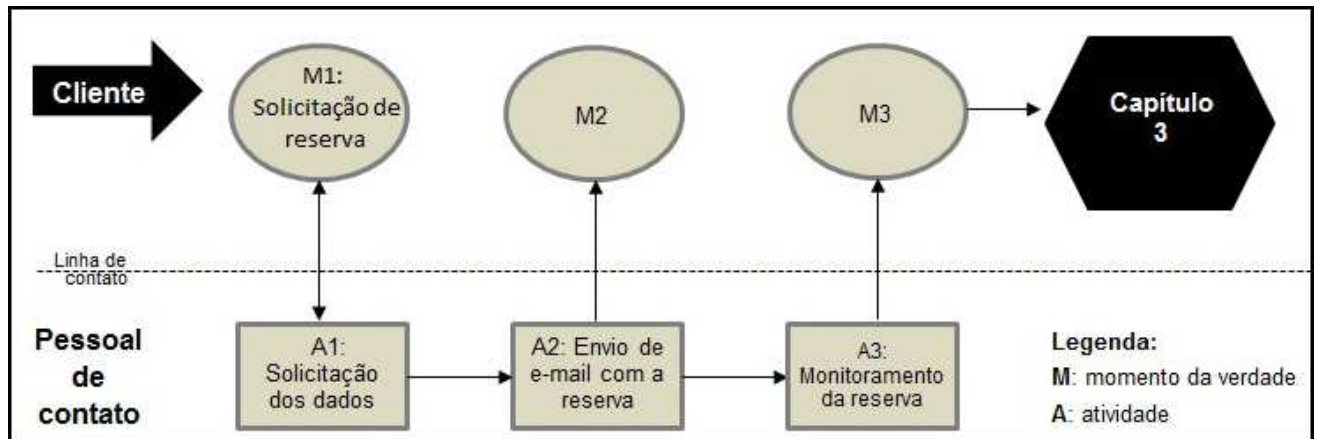 Cliente
M1:
Solicitação de
reserva
M2
M3
Capítulo
3
Linha de
contato
Pessoal
de
contato
A1:
Solicitação
dos dados
A2: Envio de
e-mail com a
reserva
A3:
Monitoramento
da reserva
Legenda:
M: momento da verdade
A: atividade